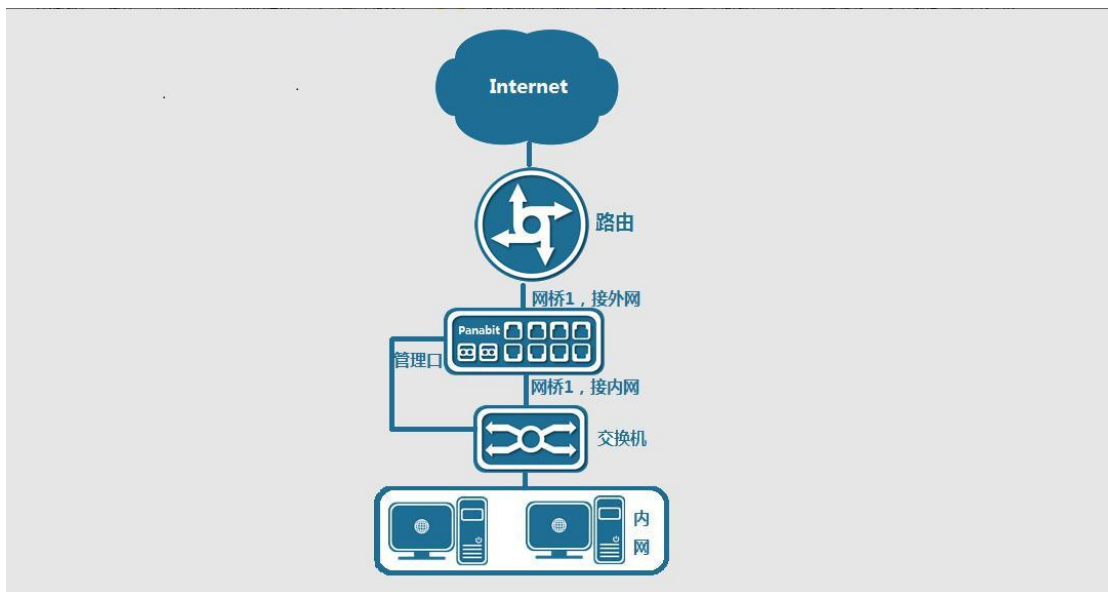 Internet
路由
网桥1，接外网
Panabit
管理口
网桥1，接内网
交换机
内
网